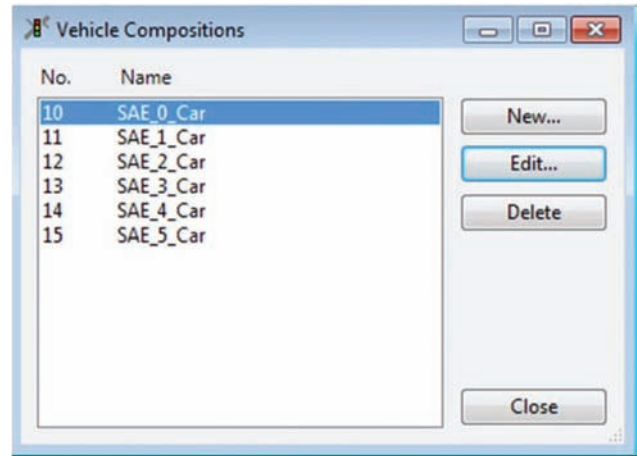 Vehicle Compositions
No. Name
10 SAE_0_Car
11 SAE_1_Car
12 SAE_2_Car
13 SAE_3_Car
14 SAE_4_Car
15 SAE_5_Car
New...
Edit...
Delete
Close